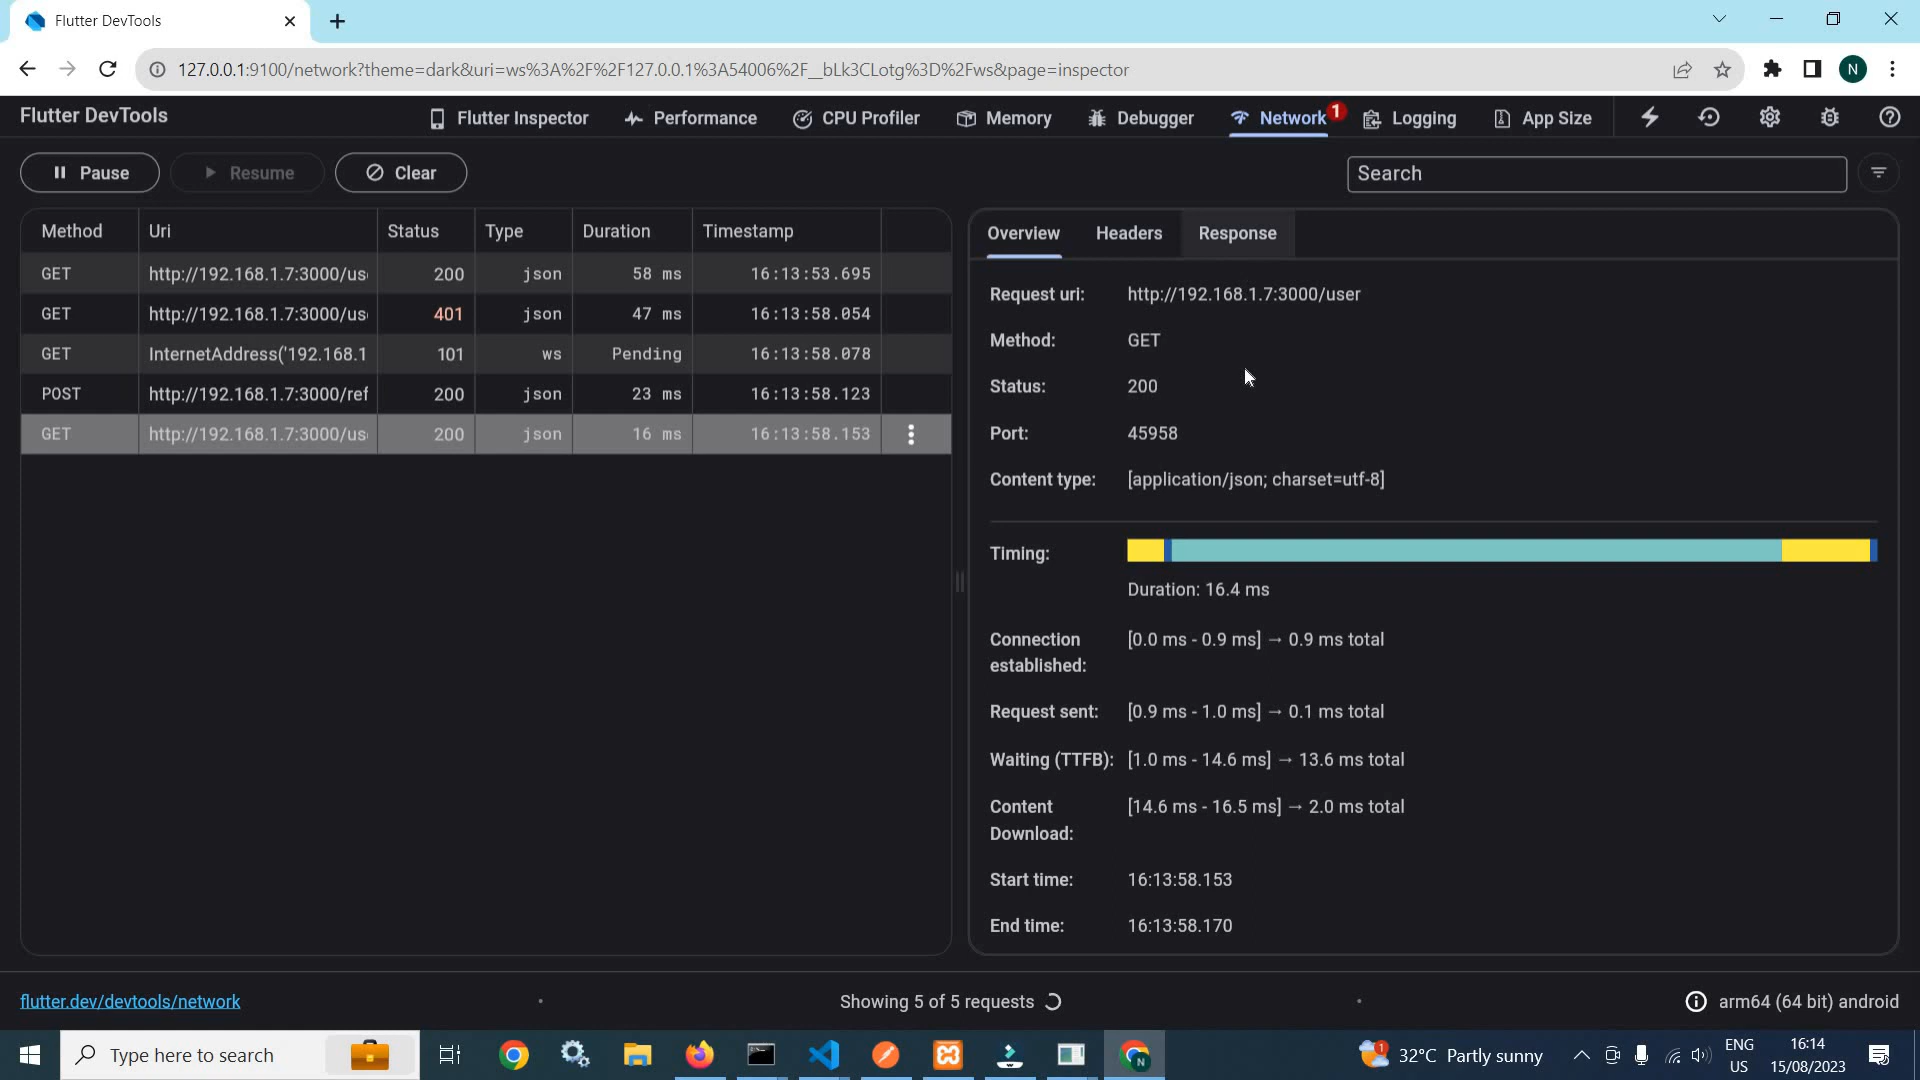 Flutter DevTools
127.0.0.1:9100/network?theme=dark&uri=ws%3A%2F%2F127.0.0.1%3A54006%2F__bLk3CLotg%3D%2Fws&page=inspector
N
Flutter DevTools
Flutter Inspector Performance CPU Profiler Memory Debugger Network 1 Logging App Size
Pause Resume Clear Search
Method Uri Status Type Duration Timestamp
GET http://192.168.1.7:3000/us 200 json 58 ms 16:13:53.695
GET http://192.168.1.7:3000/us 401 json 47 ms 16:13:58.054
GET InternetAddress('192.168.1 101 ws Pending 16:13:58.078
POST http://192.168.1.7:3000/ref 200 json 23 ms 16:13:58.123
GET http://192.168.1.7:3000/us 200 json 16 ms 16:13:58.153
Overview Headers Response
Request uri: http://192.168.1.7:3000/user
Method: GET
Status: 200
Port: 45958
Content type: [application/json; charset=utf-8]
Timing:
Duration: 16.4 ms
Connection established: [0.0 ms - 0.9 ms] → 0.9 ms total
Request sent: [0.9 ms - 1.0 ms] → 0.1 ms total
Waiting (TTFB): [1.0 ms - 14.6 ms] → 13.6 ms total
Content Download: [14.6 ms - 16.5 ms] → 2.0 ms total
Start time: 16:13:58.153
End time: 16:13:58.170
flutter.dev/devtools/network
Showing 5 of 5 requests
arm64 (64 bit) android
Type here to search
1 32°C Partly sunny
ENG
US
16:14
15/08/2023